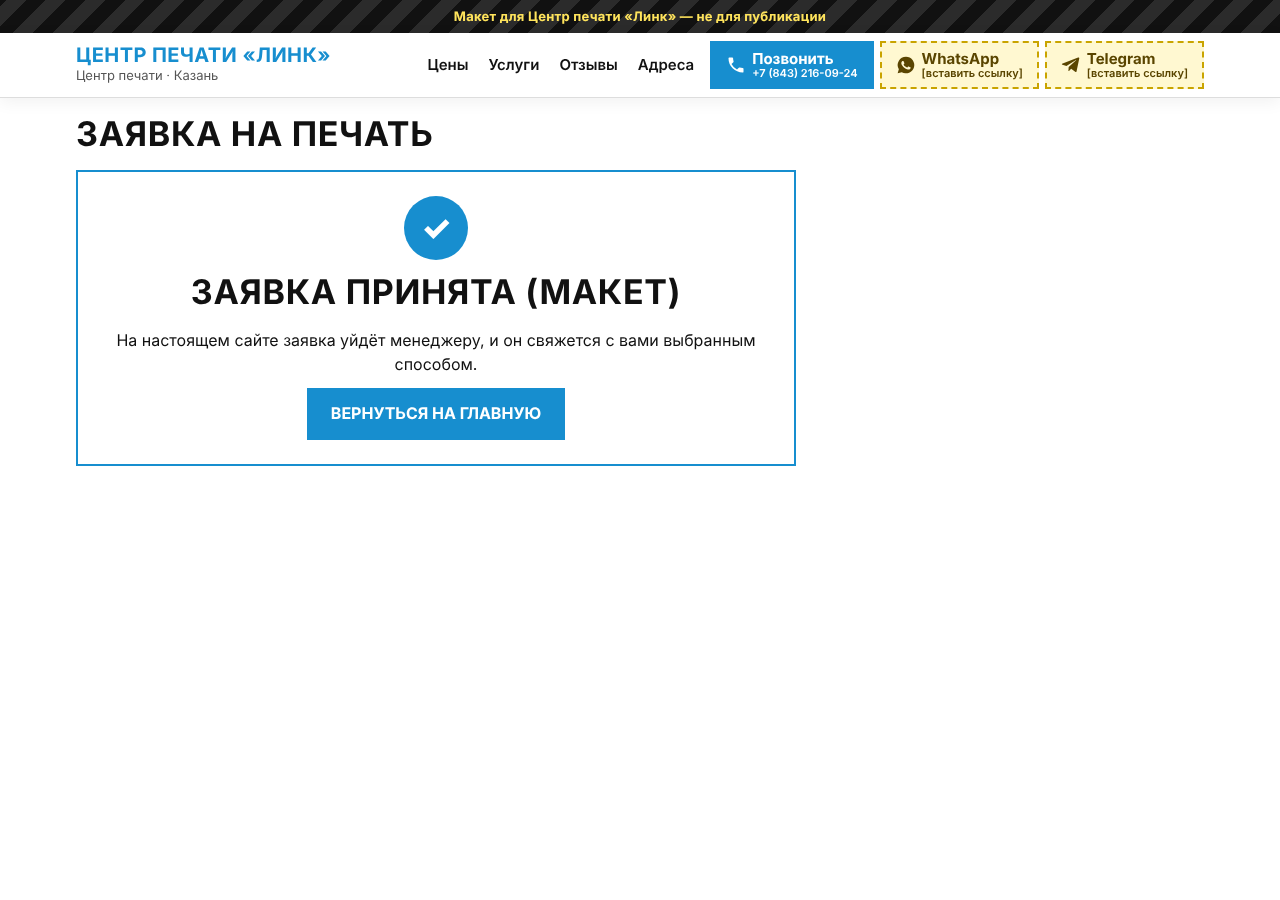 Макет для Центр печати «Линк» — не для публикации
ЦЕНТР ПЕЧАТИ «ЛИНК»
Центр печати · Казань
Цены
Услуги
Отзывы
Адреса
Позвонить
+7 (843) 216-09-24
WhatsApp
[вставить ссылку]
Telegram
[вставить ссылку]
ЗАЯВКА НА ПЕЧАТЬ
ЗАЯВКА ПРИНЯТА (МАКЕТ)
На настоящем сайте заявка уйдёт менеджеру, и он свяжется с вами выбранным
способом.
ВЕРНУТЬСЯ НА ГЛАВНУЮ